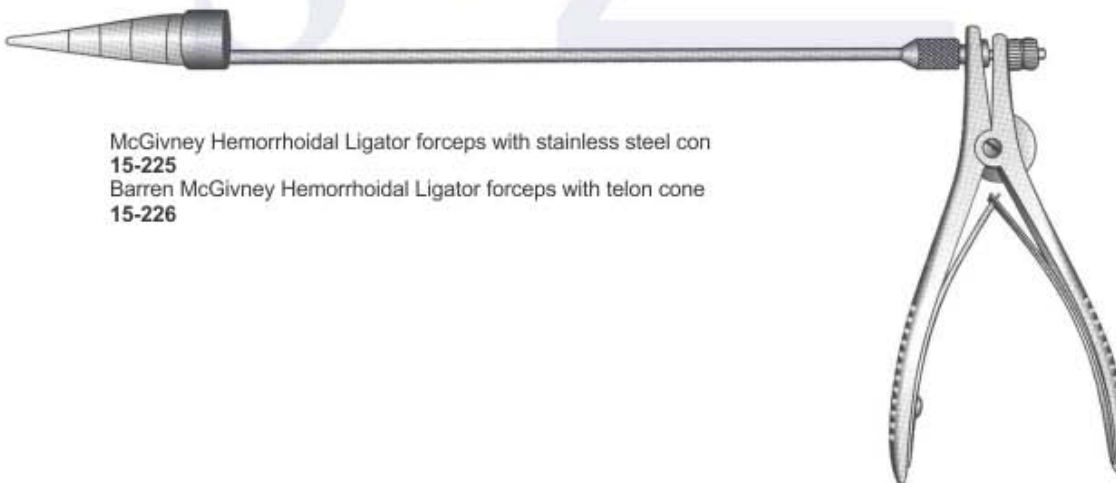 McGivney Hemorrhoidal Ligator forceps with stainless steel con
15-225
Barren McGivney Hemorrhoidal Ligator forceps with telon cone
15-226